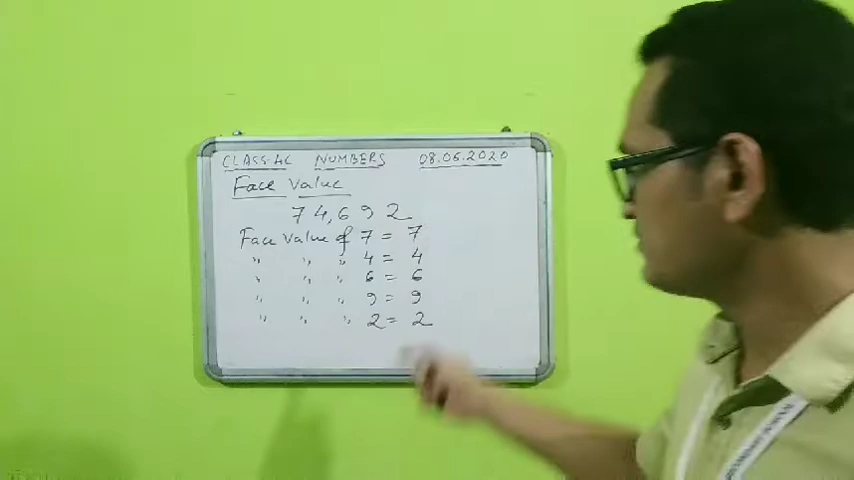 CLASS-4C NUMBERS 08.06.2020
Face Value
74,692
Face Value of 7 = 7
" " " 4 = 4
" " " 6 = 6
" " " 9 = 9
" " " 2 = 2